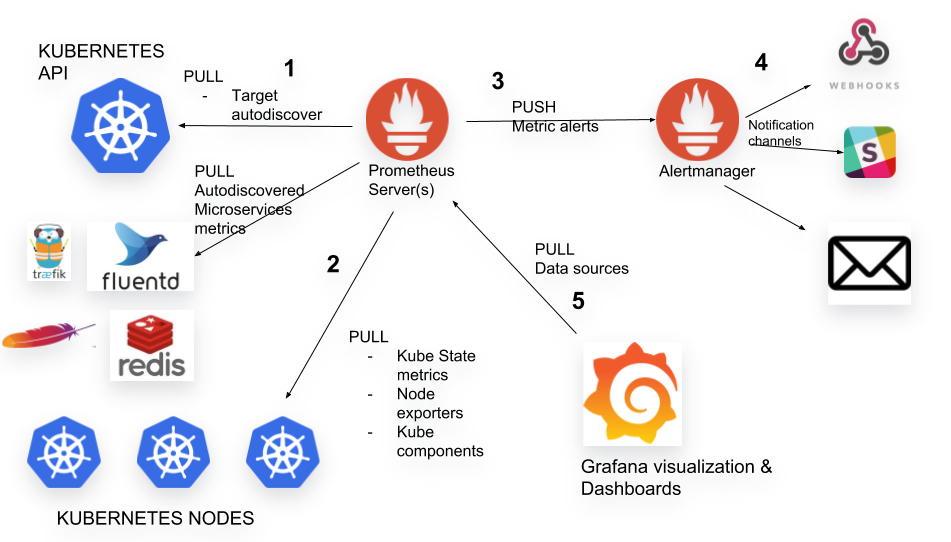 KUBERNETES
API
1
PULL
- Target
autodiscover
3
PUSH
Metric alerts
4
WEBHOOKS
Notification
channels
S
Prometheus
Server(s)
Alertmanager
PULL
Autodiscovered
Microservices
metrics
træfik
fluentd
2
PULL
Data sources
5
redis
PULL
- Kube State
metrics
- Node
exporters
- Kube
components
Grafana visualization &
Dashboards
KUBERNETES NODES